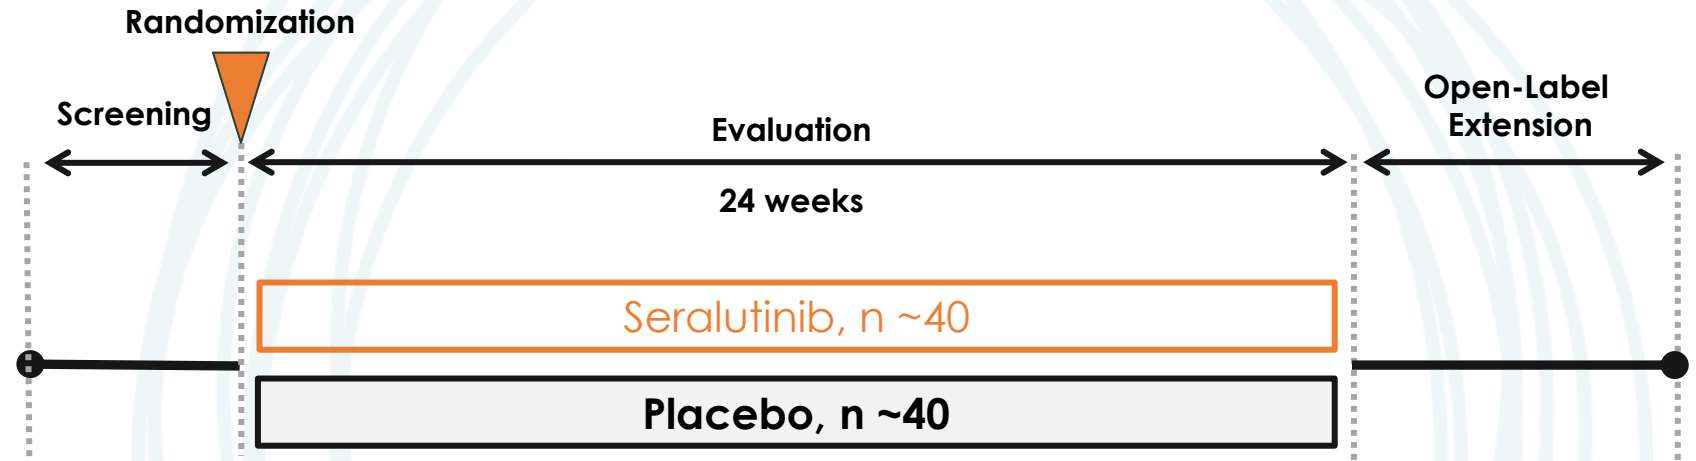 Randomization
Screening
Evaluation
Open-Label
Extension
24 weeks
Seralutinib, n ~40
Placebo, n ~40